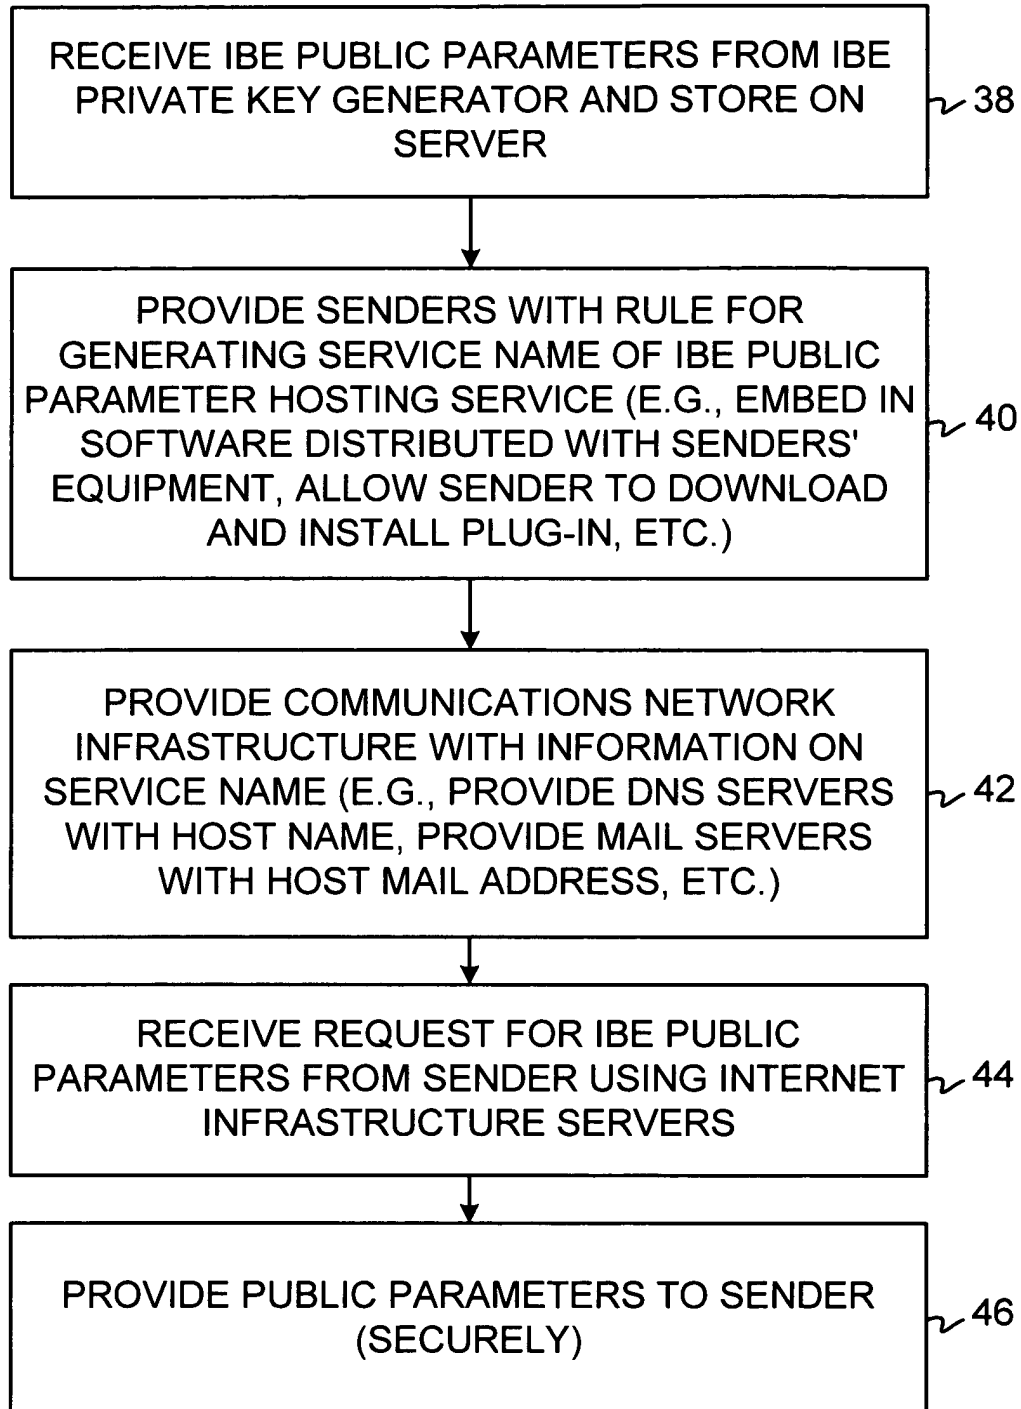 RECEIVE IBE PUBLIC PARAMETERS FROM IBE
PRIVATE KEY GENERATOR AND STORE ON
SERVER
38
PROVIDE SENDERS WITH RULE FOR
GENERATING SERVICE NAME OF IBE PUBLIC
PARAMETER HOSTING SERVICE (E.G., EMBED IN
SOFTWARE DISTRIBUTED WITH SENDERS'
EQUIPMENT, ALLOW SENDER TO DOWNLOAD
AND INSTALL PLUG-IN, ETC.)
40
PROVIDE COMMUNICATIONS NETWORK
INFRASTRUCTURE WITH INFORMATION ON
SERVICE NAME (E.G., PROVIDE DNS SERVERS
WITH HOST NAME, PROVIDE MAIL SERVERS
WITH HOST MAIL ADDRESS, ETC.)
42
RECEIVE REQUEST FOR IBE PUBLIC
PARAMETERS FROM SENDER USING INTERNET
INFRASTRUCTURE SERVERS
44
PROVIDE PUBLIC PARAMETERS TO SENDER
(SECURELY)
46